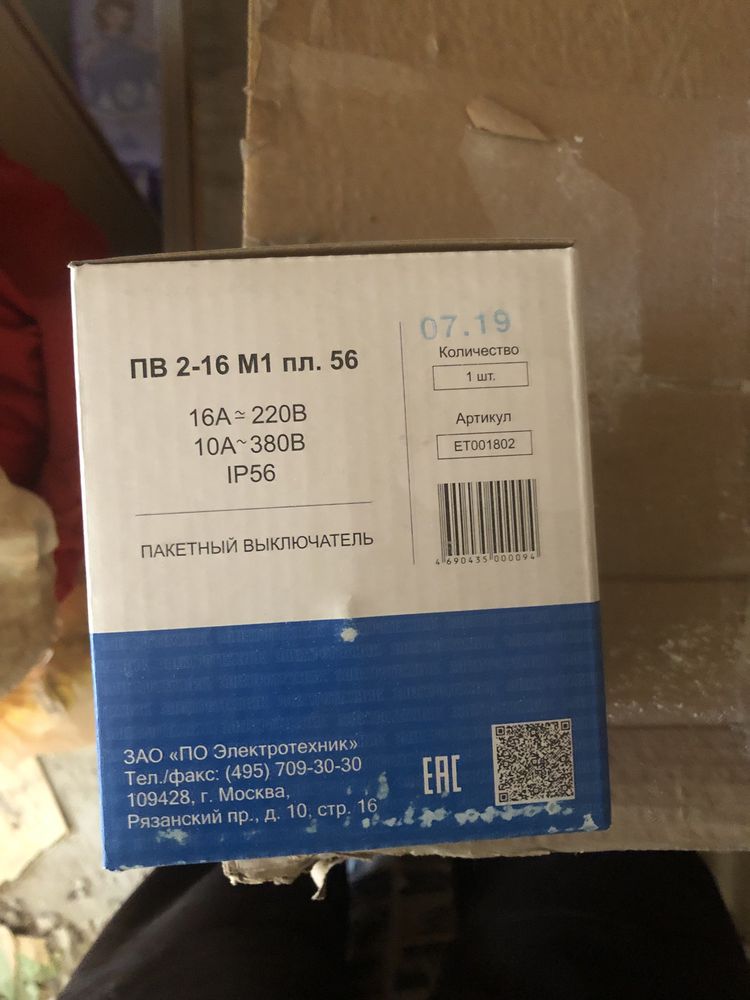 ПВ 2-16 М1 пл. 56
16А ≃ 220В
10А~380В
IP56
ПАКЕТНЫЙ ВЫКЛЮЧАТЕЛЬ
07.19
Количество
1 шт.
Артикул
ET001802
4 690435 000094
ЗАО «ПО Электротехник»
Тел./факс: (495) 709-30-30
109428, г. Москва,
Рязанский пр., д. 10, стр. 16
EAC